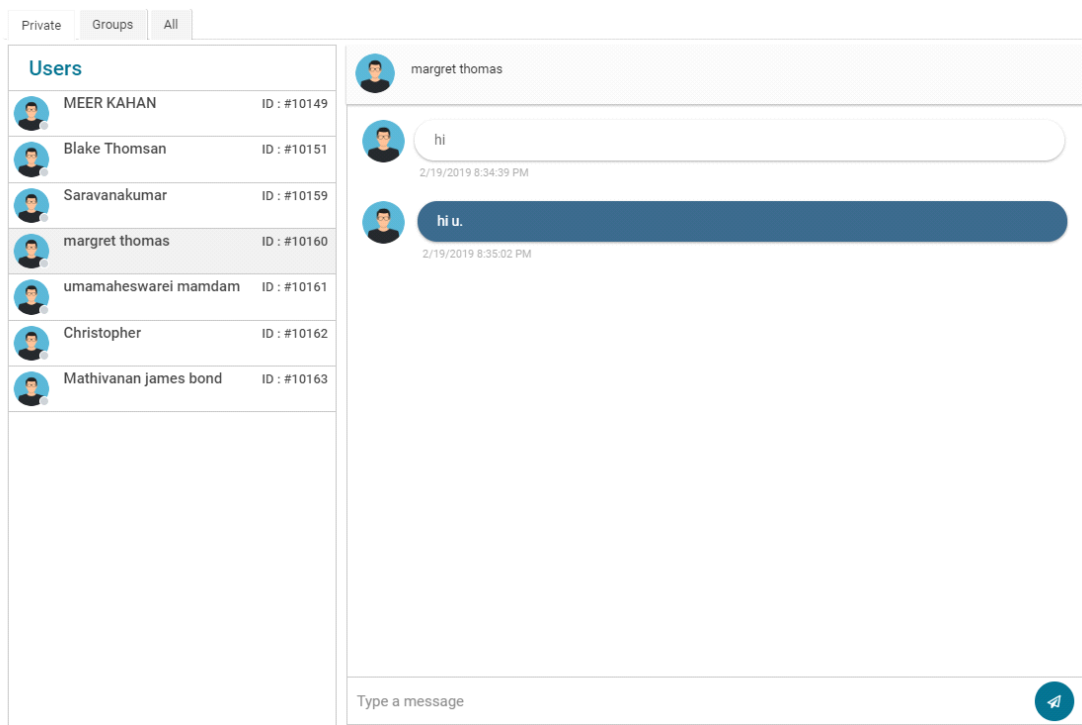 Private Groups All
Users
MEER KAHAN ID : #10149
Blake Thomsan ID : #10151
Saravanakumar ID : #10159
margret thomas ID : #10160
umamaheswarei mamdam ID : #10161
Christopher ID : #10162
Mathivanan james bond ID : #10163
margret thomas
hi
2/19/2019 8:34:39 PM
hi u.
2/19/2019 8:35:02 PM
Type a message